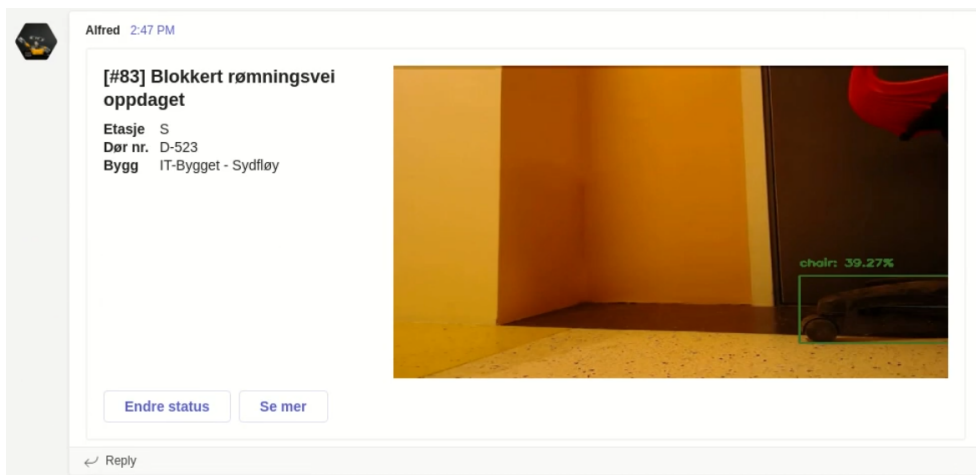 Alfred 2:47 PM
[#83] Blokkert rømningsvei
oppdaget
Etasje S
Dør nr. D-523
Bygg IT-Bygget - Sydfløy
chair: 39.27%
Endre status Se mer
Reply